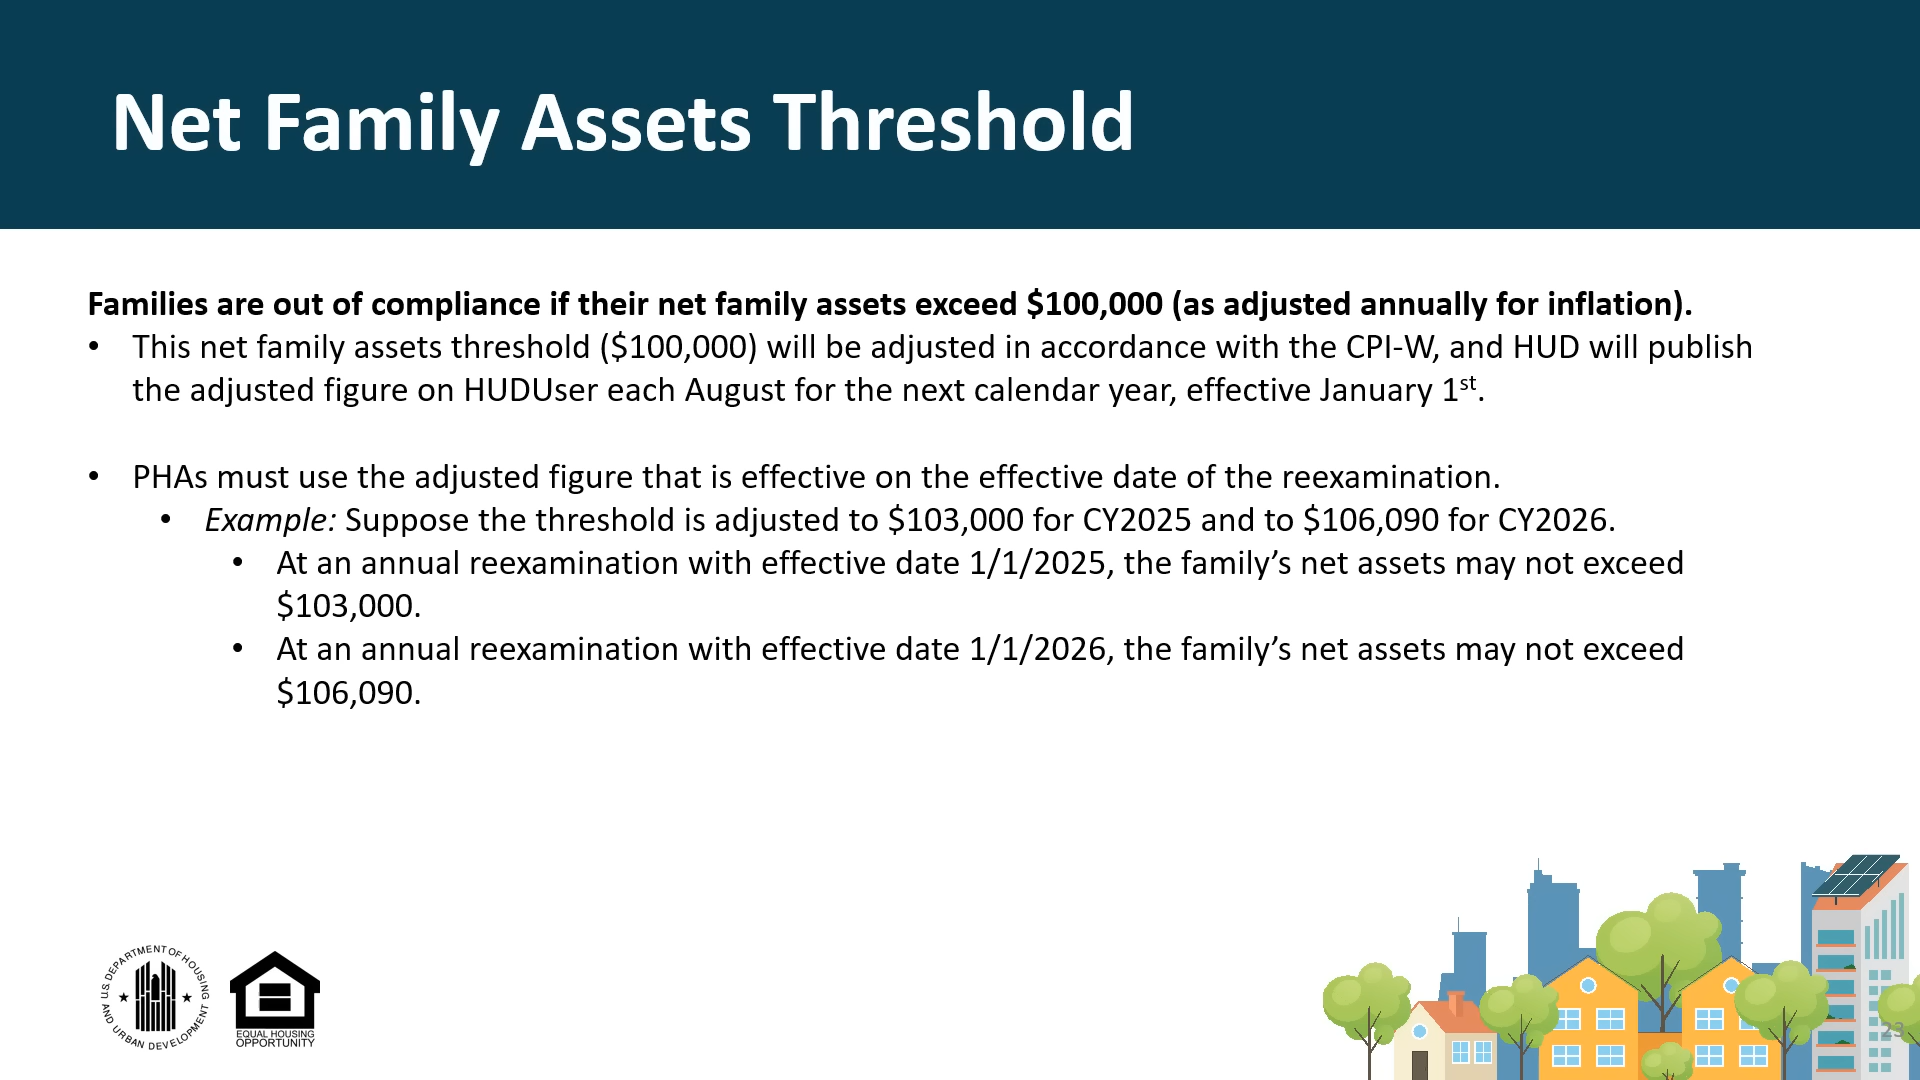 Net Family Assets Threshold
Families are out of compliance if their net family assets exceed $100,000 (as adjusted annually for inflation).
• This net family assets threshold ($100,000) will be adjusted in accordance with the CPI-W, and HUD will publish
the adjusted figure on HUDUser each August for the next calendar year, effective January 1st.
• PHAs must use the adjusted figure that is effective on the effective date of the reexamination.
• Example: Suppose the threshold is adjusted to $103,000 for CY2025 and to $106,090 for CY2026.
• At an annual reexamination with effective date 1/1/2025, the family’s net assets may not exceed
$103,000.
• At an annual reexamination with effective date 1/1/2026, the family’s net assets may not exceed
$106,090.
U.S. DEPARTMENT OF HOUSING
AND URBAN DEVELOPMENT
EQUAL HOUSING
OPPORTUNITY
23